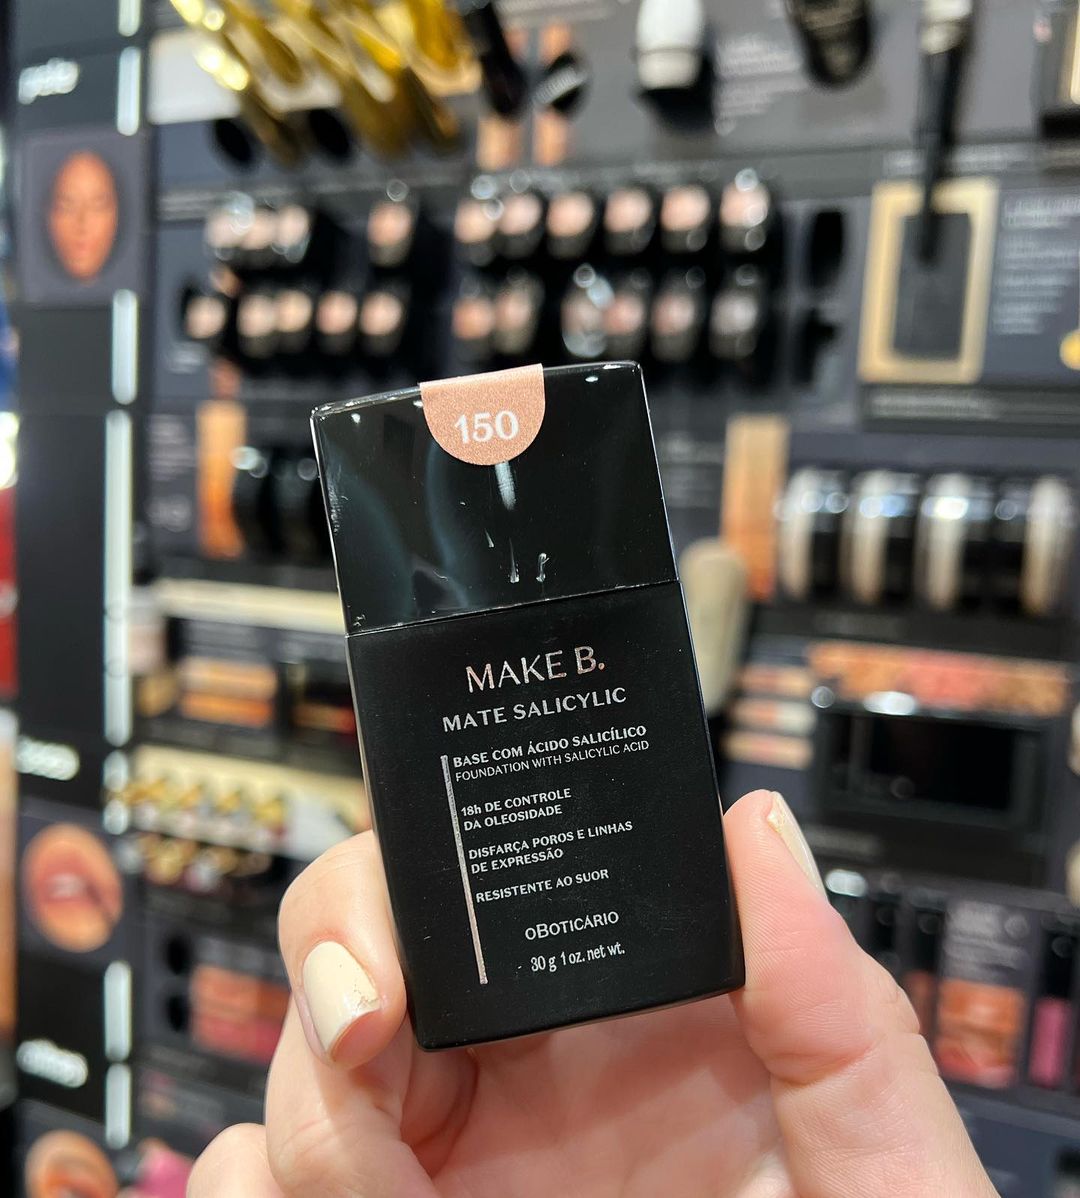 150
MAKE B.
MATE SALICYLIC
BASE COM ÁCIDO SALICÍLICO
FOUNDATION WITH SALICYLIC ACID
18h DE CONTROLE
DA OLEOSIDADE
DISFARÇA POROS E LINHAS
DE EXPRESSÃO
RESISTENTE AO SUOR
oBOTICÁRIO
30 g 1 oz. net wt.